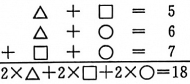 △ + □ = 5
△ + ○ = 6
+ □ + ○ = 7
2×△+2×□+2×○=18